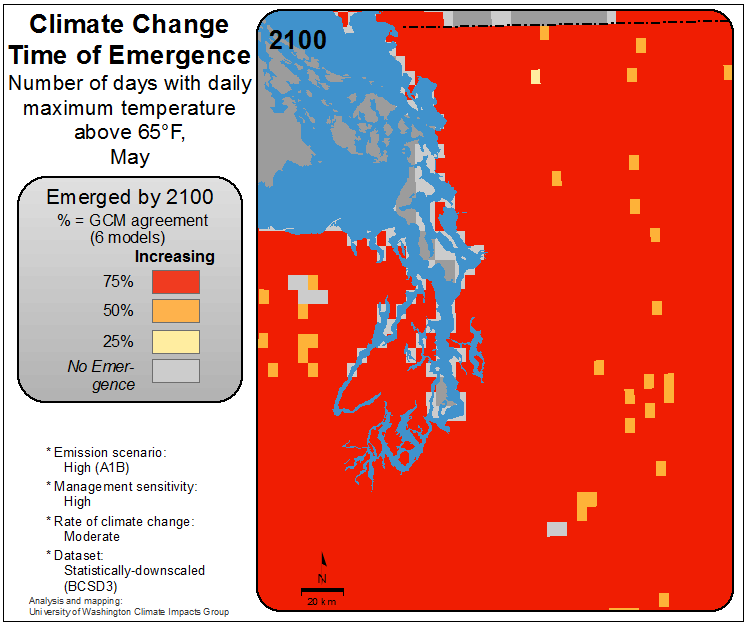 Climate Change
Time of Emergence
Number of days with daily
maximum temperature
above 65°F,
May
Emerged by 2100
% = GCM agreement
(6 models)
Increasing
75%
50%
25%
No Emer-
gence
* Emission scenario:
High (A1B)
* Management sensitivity:
High
* Rate of climate change:
Moderate
* Dataset:
Statistically-downscaled
(BCSD3)
Analysis and mapping:
University of Washington Climate Impacts Group
2100
N
20 km